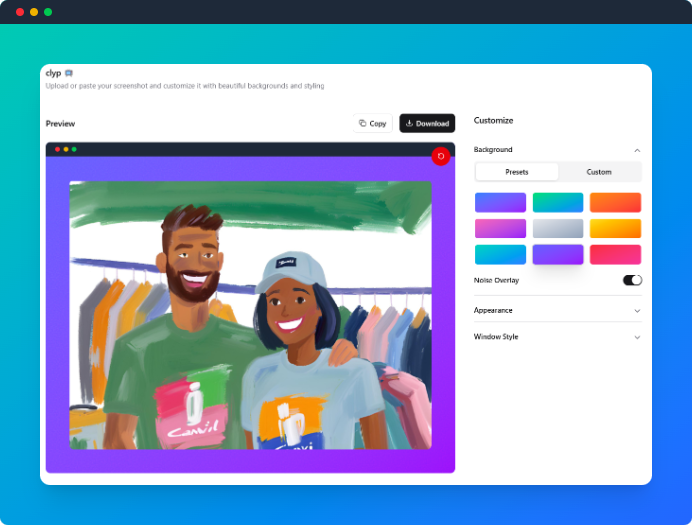 clyp
Upload or paste your screenshot and customize it with beautiful backgrounds and styling
Preview
Copy
Download
Customize
Background
Presets
Custom
Noise Overlay
Appearance
Window Style